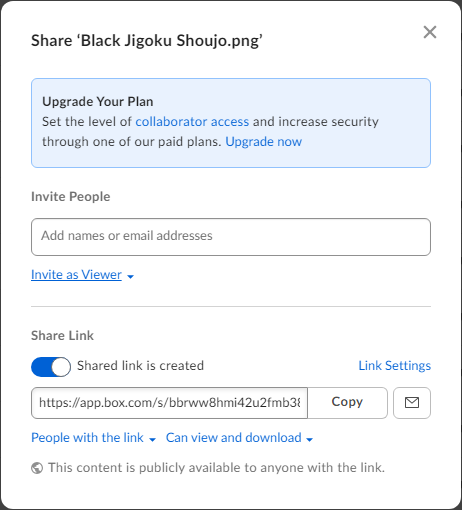 Share ‘Black Jigoku Shoujo.png’
Upgrade Your Plan
Set the level of collaborator access and increase security
through one of our paid plans. Upgrade now
Invite People
Add names or email addresses
Invite as Viewer
Share Link
Shared link is created
Link Settings
https://app.box.com/s/bbrww8hmi42u2fmb38
Copy
People with the link
Can view and download
This content is publicly available to anyone with the link.